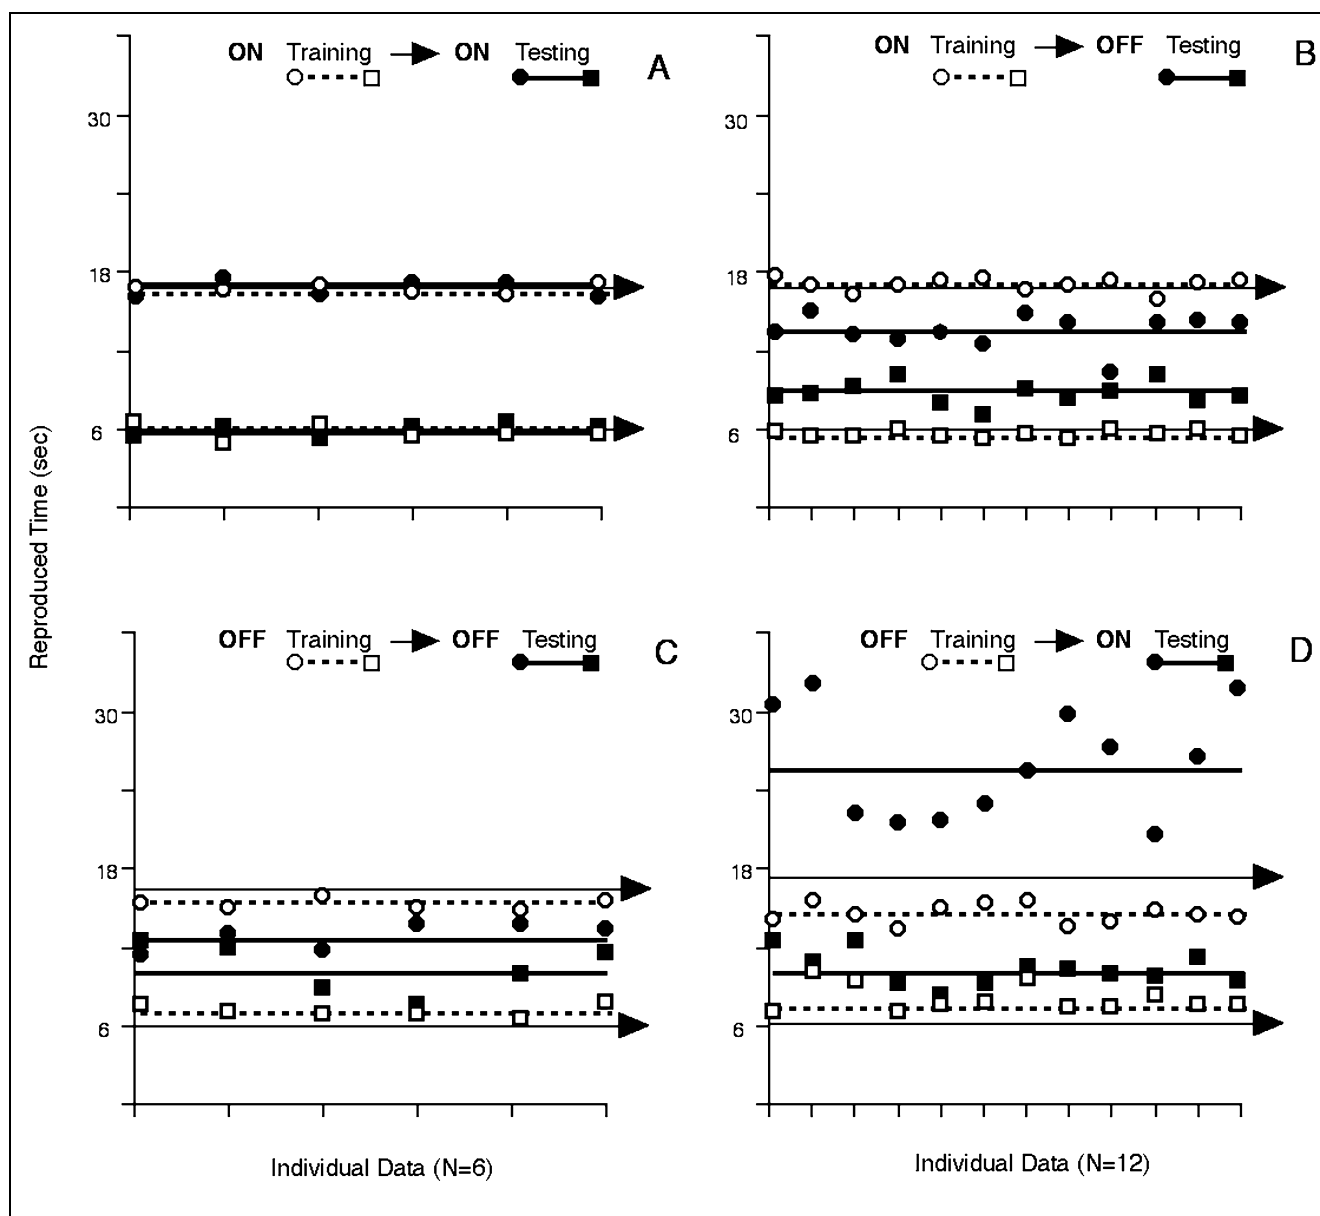 ON Training ON Testing A
30
18
6
ON Training OFF Testing B
30
18
6
Reproduced Time (sec)
OFF Training OFF Testing C
30
18
6
OFF Training ON Testing D
30
18
6
Individual Data (N=6)
Individual Data (N=12)